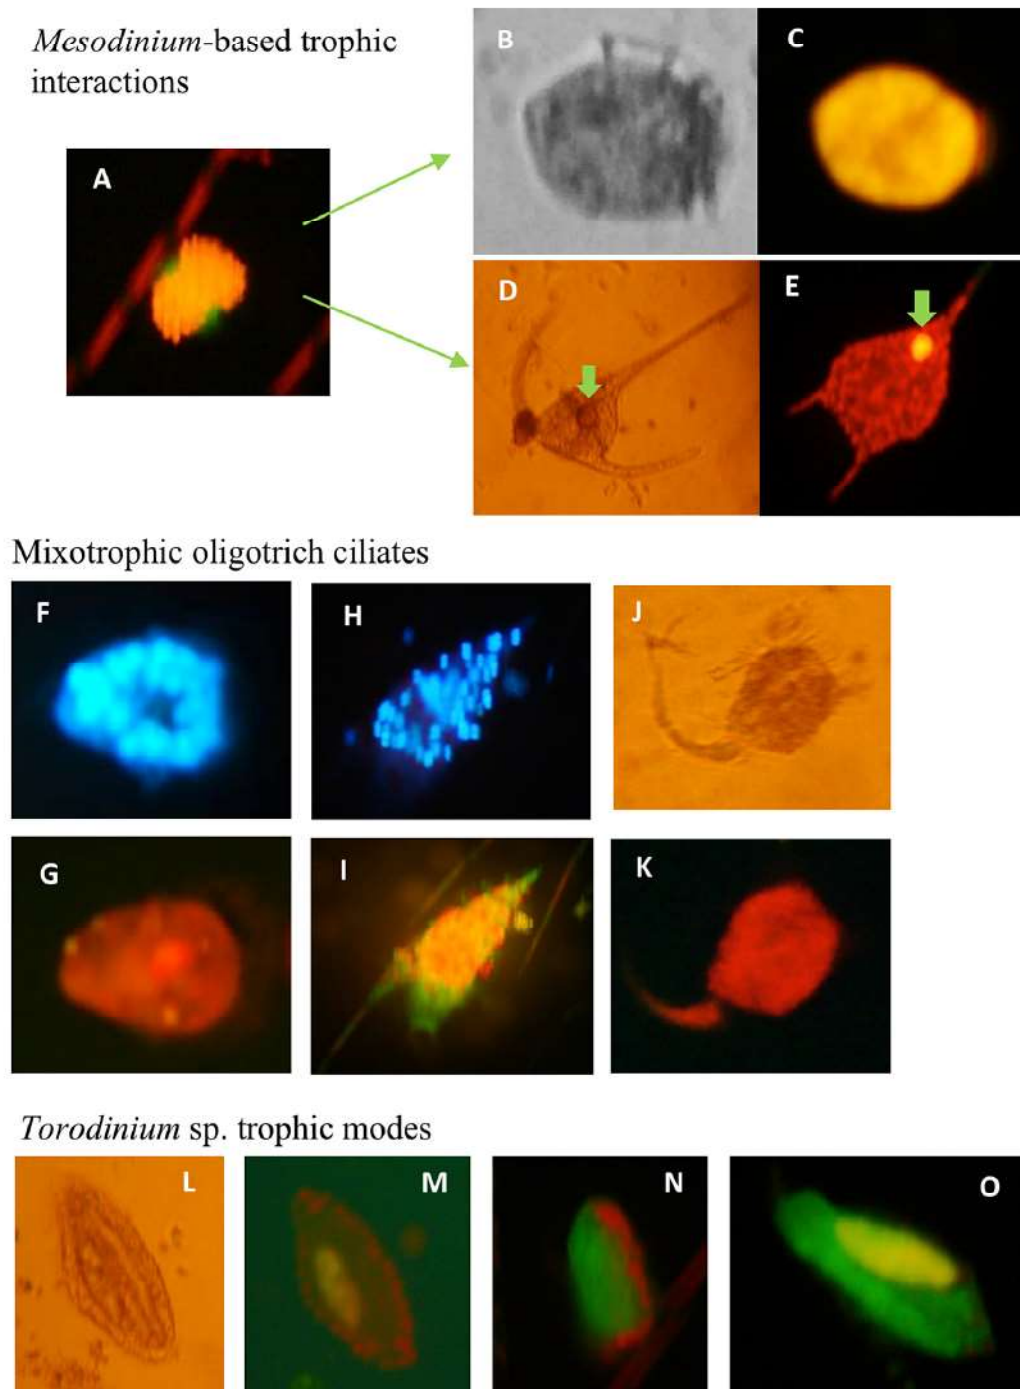 Mesodinium-based trophic
interactions
A
B
C
D
E
Mixotrophic oligotrich ciliates
F
H
J
G
I
K
Torodinium sp. trophic modes
L
M
N
O